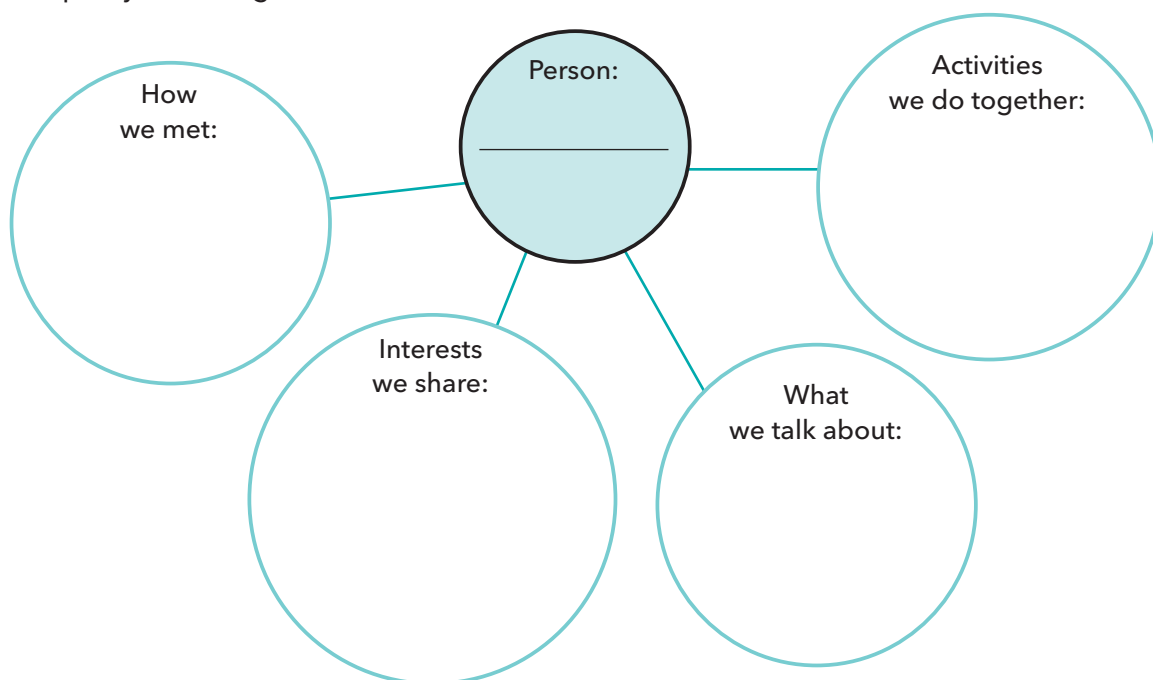 Person:
How
we met:
Activities
we do together:
Interests
we share:
What
we talk about: